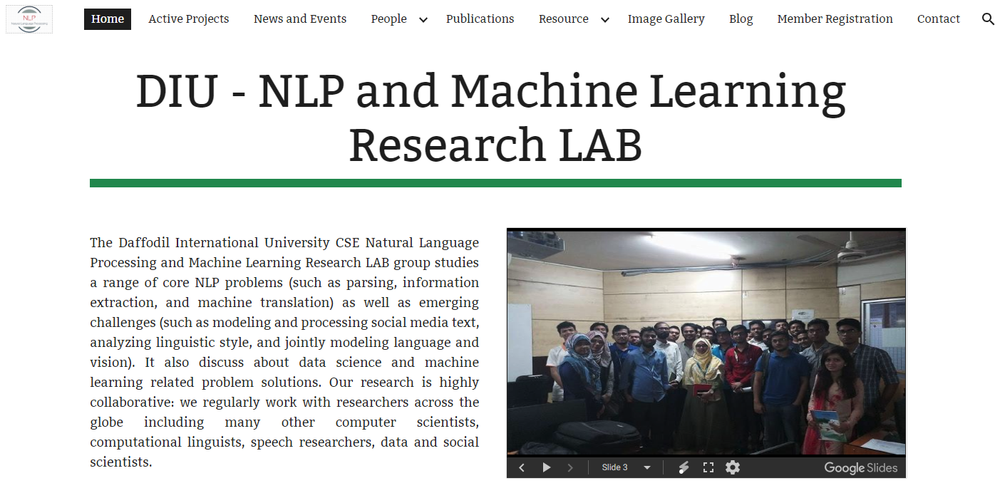 NLP
Natural Language Processing
Home Active Projects News and Events People Publications Resource Image Gallery Blog Member Registration Contact
DIU - NLP and Machine Learning
Research LAB
The Daffodil International University CSE Natural Language
Processing and Machine Learning Research LAB group studies
a range of core NLP problems (such as parsing, information
extraction, and machine translation) as well as emerging
challenges (such as modeling and processing social media text,
analyzing linguistic style, and jointly modeling language and
vision). It also discuss about data science and machine
learning related problem solutions. Our research is highly
collaborative: we regularly work with researchers across the
globe including many other computer scientists,
computational linguists, speech researchers, data and social
scientists.
Slide 3
Google Slides